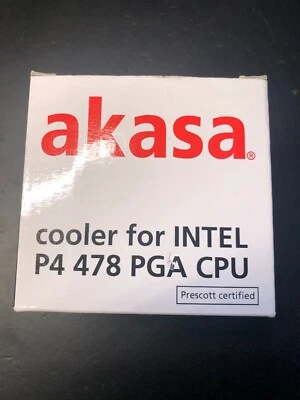 akasa®
cooler for INTEL
P4 478 PGA CPU
Prescott certified